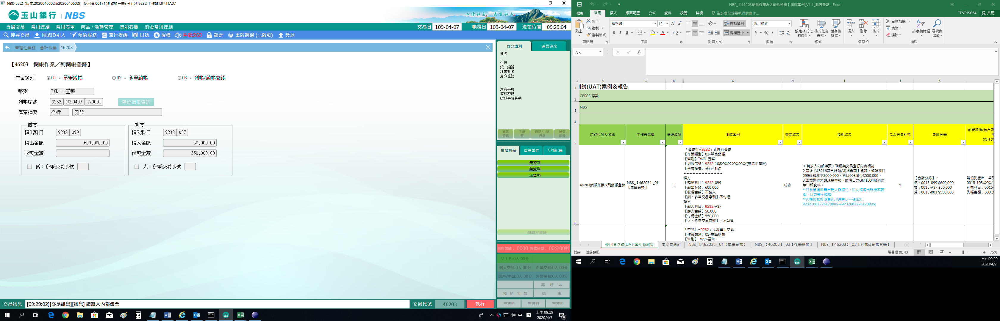 NBS-uat2 (版本:2020040602.b2020040602) 使用者:00171(測試櫃一幸) 分行別:9232 工作站:L9711A07
玉山銀行 | NBS
心清如玉，義重如山。
自選交易 常用連結 常用表單 商品 / 活動管理 智能客服 消金常用連結
交易日 109-04-07 帳務日 109-04-07 現在時間 09:29:04
搜尋交易 帳號ID引入 預約服務 蒞行提醒 日誌 授權 廣播:260 鎖定 重啟週邊 (已啟動) 簽退
管理性業務 會計作業 46203
【46203 銷帳作業／列銷帳登錄】
作業類別 01 - 單筆銷帳 02 - 多筆銷帳 03 - 列帳/銷帳登錄
幣別 TWD - 臺幣
列帳序號 9232 1090407 170001 單位銷帳查詢
傳票摘要 分行 測試
借方
轉出科目 9232 099
轉出金額 600,000.00
收現金額
銷：多筆交易序號
貸方
轉入科目 9232 A37
轉入金額 50,000.00
付現金額 550,000.00
入：多筆交易序號
身分識別 產品往來
姓名
生日
統一編號
理專姓名
身分註記
注意事項
簡訊密碼
近期事故異動
顧客資訊 手續費 通路/共同行銷 顧客影像
推薦商品 重要事件 互動記錄
無資料
無資料
無資料
一般轉介登錄
服務號碼： 0000 等候時間： 00分00秒
ＶＩＰ:0人 00分
個人交易:0人 00分 企業交易:0人 00分
開戶/申請:0人 00分 外匯業務:0人 00分
再 呼 叫
預 約 叫 號 結 束
無資料 無資料 無資料
交易訊息 [09:29:02][交易訊息][訊息] 請放入內部傳票
交易代號 46203 執行
中
上午 09:29
2020/4/7
4
NBS_【46203銷帳作業&列銷帳登錄】測試案例_V1.1_測資盤點 - Excel
檔案 常用 插入 版面配置 公式 資料 校閱 檢視 告訴我您想要執行的動作...
TEST19054 共用
貼上 剪下 複製 複製格式
剪貼簿
標楷體 12
B I U
字型
自動換列
跨欄置中
對齊方式
通用格式
$ % ,
數值
設定格式化的條件 格式化為表格 儲存格樣式
樣式
插入 刪除 格式
儲存格
自動加總 填滿 清除 排序與篩選 尋找與選取
編輯
AE1 fx
B C D G H I J K
1 測試(UAT)案例＆報告
2 CBP03 存款
3 NBS
4
5 功能代號及名稱 工作表名稱 情境編號 測試案例 交易結果 預期結果 是否有會計帳 會計分錄
6
46203銷帳作業&列銷帳登錄
NBS_【46203】_01
【單筆銷帳】
1
「交易行=9232」非聯行交易
【作業類別】01-單筆銷帳
【幣別】TWD-臺幣
【列帳序號】9232-108XXXX-XXXXXX(請協助產出)
【傳票摘要】分行-測試
----------------------------
借方
【轉出科目】9232-099
【轉出金額】600,000
【收現金額】不輸入
【銷：多筆交易序號】不勾選
貸方
【轉入科目】9232-A37
【轉入金額】50,000
【付現金額】550,000
【入：多筆交易序號】：不勾選
成功
1.請放入內部傳票，確認與交易登打內容相符
2.請於【46216當日餘額/明細查詢】查詢，確認科目
099餘額減少$600,000，科目003減少$550,000。
3.因需進行大額現金申報，故隔日之GM1004應有此
筆申報資料。
**目前營運即無出現大額模組，因此情境出現機率較
低，目前暫不調整
**列帳序號於傳票列印時會少一碼(EX：
92321081226170005→9232081226170005)
Y
【會計分錄】：
借：0015-099 $600,000
貸：0015-A37 $50,000
貸：0015-003 $550,000
請協助產出一筆列
0015-108XXXX-
列帳科目：0015-
列帳金額：600,0
「交易行=9232」此為聯行交易
【作業類別】01-單筆銷帳
【幣別】TWD-臺幣
使用者測試(UAT)案例＆報告 本交易統計 NBS_【46203】_01【單筆銷帳】 NBS_【46203】_02【多筆銷帳】 NBS_【46203】_03【列帳&銷帳登錄】
就緒 循環參照 項目個數: 43 75%
上午 09:29
2020/4/7